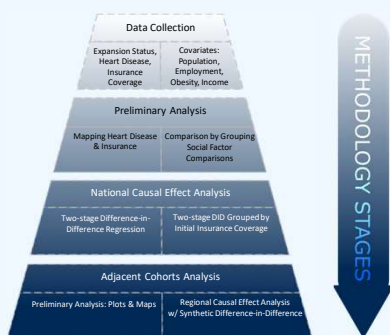 Data Collection
Expansion Status,
Heart Disease,
Insurance
Coverage
Covariates:
Population,
Employment,
Obesity, Income
Preliminary Analysis
Mapping Heart Disease
& Insurance
Comparison by Grouping
Social Factor
Comparisons
National Causal Effect Analysis
Two-stage Difference-in-
Difference Regression
Two-stage DID Grouped by
Initial Insurance Coverage
Adjacent Cohorts Analysis
Preliminary Analysis: Plots & Maps
Regional Causal Effect Analysis
w/ Synthetic Difference-in-Difference
METHODOLOGY STAGES